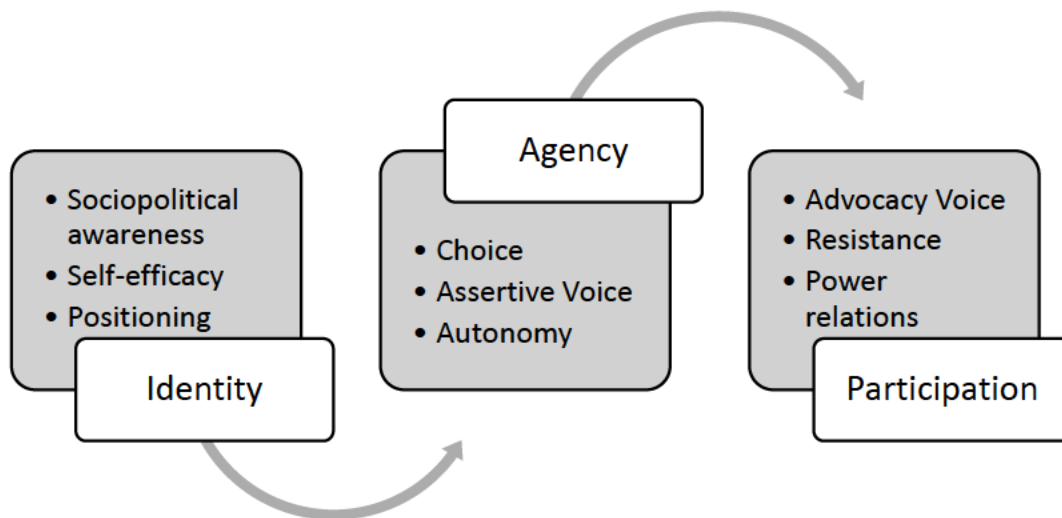 • Sociopolitical
awareness
• Self-efficacy
• Positioning
Identity
Agency
• Choice
• Assertive Voice
• Autonomy
• Advocacy Voice
• Resistance
• Power
relations
Participation